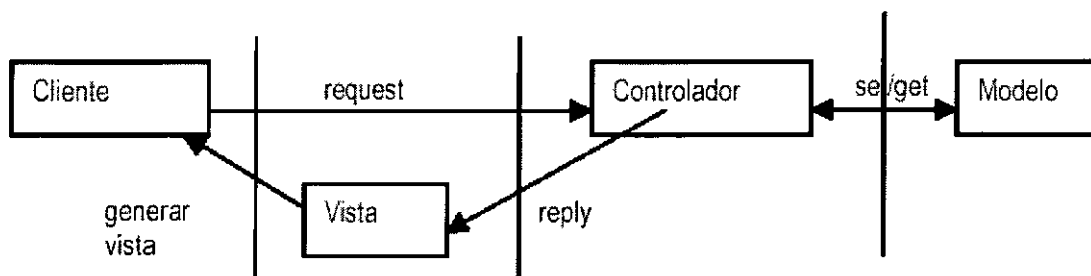 Cliente
request
Controlador
set/get
Modelo
generar
vista
Vista
reply